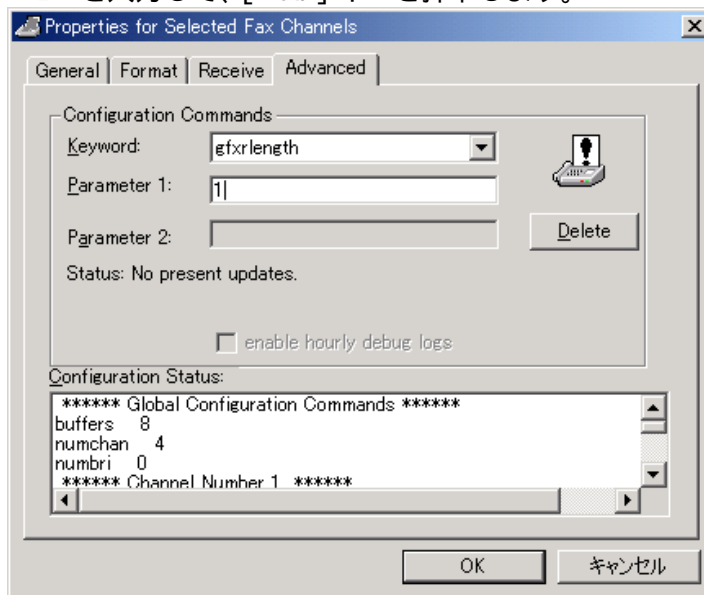 Properties for Selected Fax Channels
General Format Receive Advanced
Configuration Commands
Keyword: gfxrlength
Parameter 1: 1
Parameter 2:
Delete
Status: No present updates.
enable hourly debug logs
Configuration Status:
****** Global Configuration Commands ******
buffers 8
numchan 4
numbri 0
****** Channel Number 1 ******
OK キャンセル